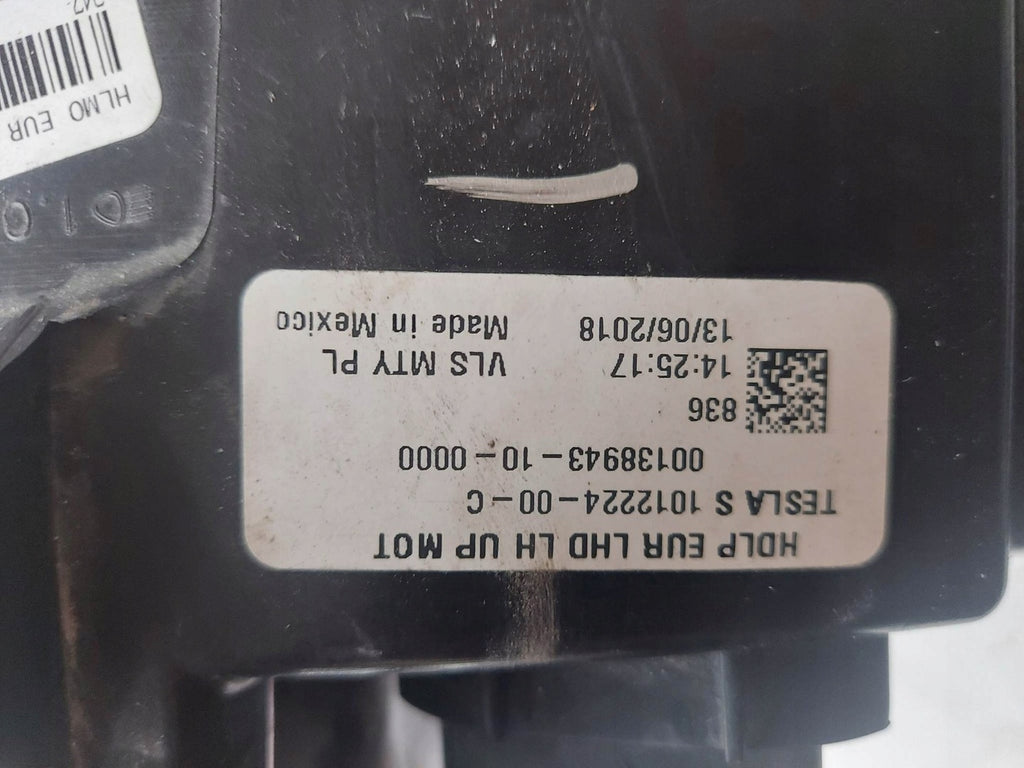 HDLP EUR LHD LH UP MOT
TESLA S 1012224-00-C
00138943-10-0000
836
14:25:17 VLS MTY PL
13/06/2018 Made in Mexico
HLMO EUR